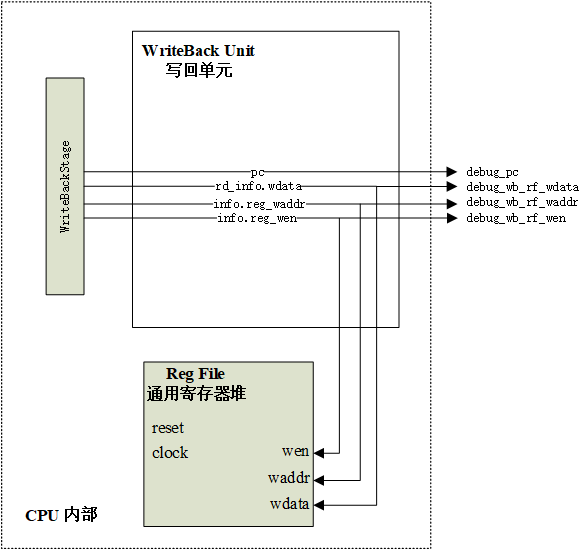 WriteBack Unit
写回单元
WriteBackStage
pc
debug_pc
rd_info.wdata
debug_wb_rf_wdata
info.reg_waddr
debug_wb_rf_waddr
info.reg_wen
debug_wb_rf_wen
Reg File
通用寄存器堆
reset
clock
wen
waddr
wdata
CPU 内部